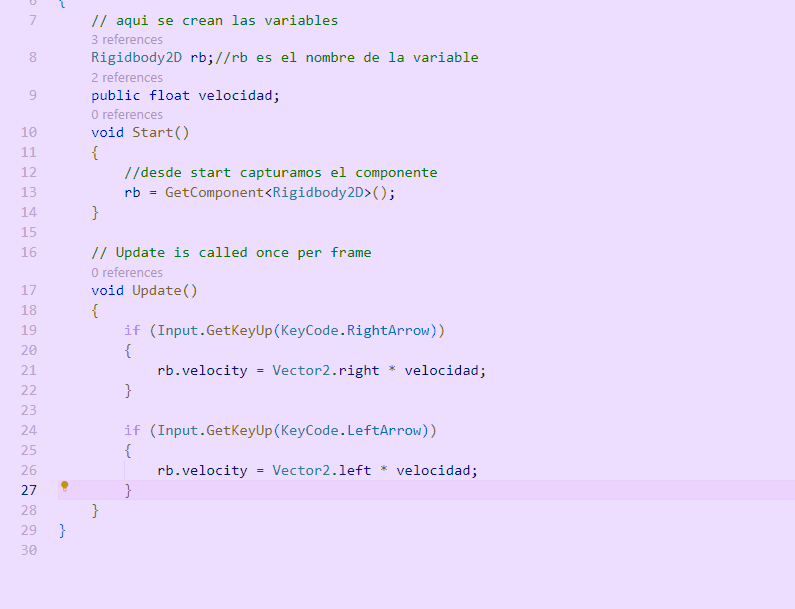 6 {
7 // aqui se crean las variables
3 references
8 Rigidbody2D rb;//rb es el nombre de la variable
2 references
9 public float velocidad;
0 references
10 void Start()
11 {
12 //desde start capturamos el componente
13 rb = GetComponent<Rigidbody2D>();
14 }
15
16 // Update is called once per frame
0 references
17 void Update()
18 {
19 if (Input.GetKeyUp(KeyCode.RightArrow))
20 {
21 rb.velocity = Vector2.right * velocidad;
22 }
23
24 if (Input.GetKeyUp(KeyCode.LeftArrow))
25 {
26 rb.velocity = Vector2.left * velocidad;
27 }
28 }
29 }
30